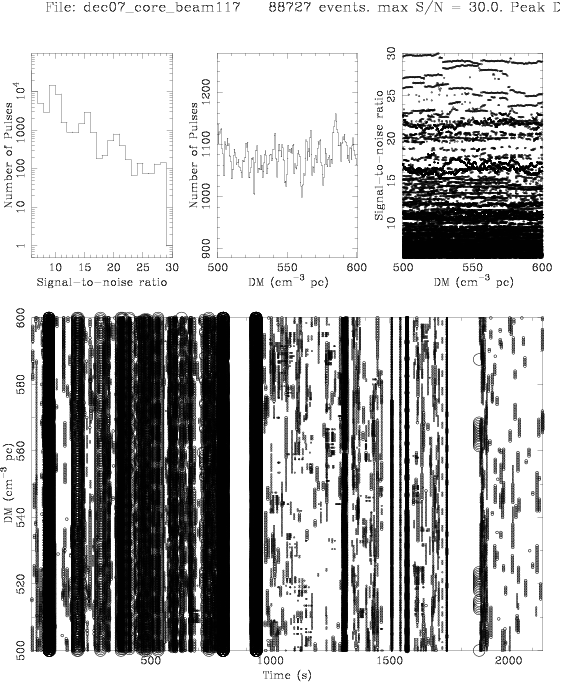 File: dec07_core_beam117 88727 events. max S/N = 30.0. Peak D
Number of Pulses
1 10 100 1000 10⁴
10 15 20 25 30
Signal-to-noise ratio
Number of Pulses
900 1000 1100 1200
500 550 600
DM (cm⁻³ pc)
Signal-to-noise ratio
10 15 20 25 30
500 550 600
DM (cm⁻³ pc)
DM (cm⁻³ pc)
500 520 540 560 580 600
500 1000 1500 2000
Time (s)